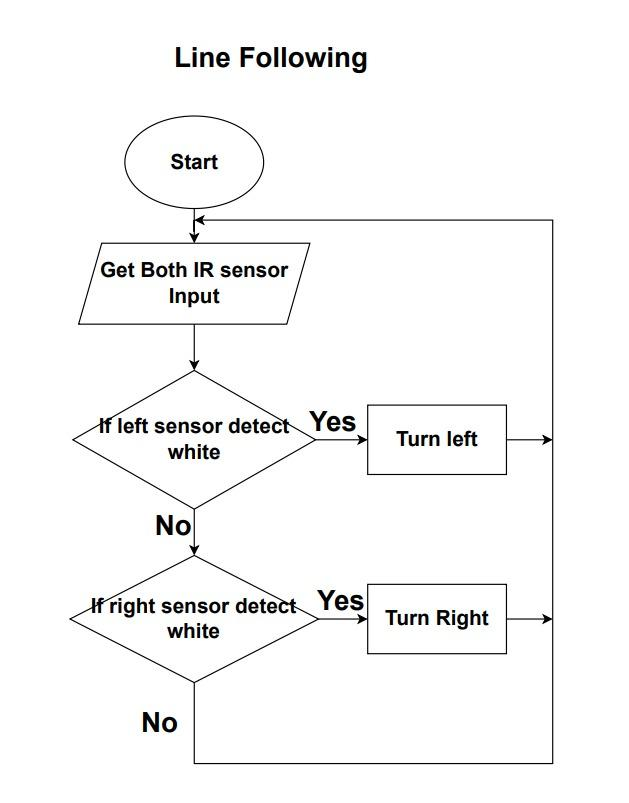 Line Following
Start
Get Both IR sensor
Input
If left sensor detect
white
Yes
Turn left
No
If right sensor detect
white
Yes
Turn Right
No